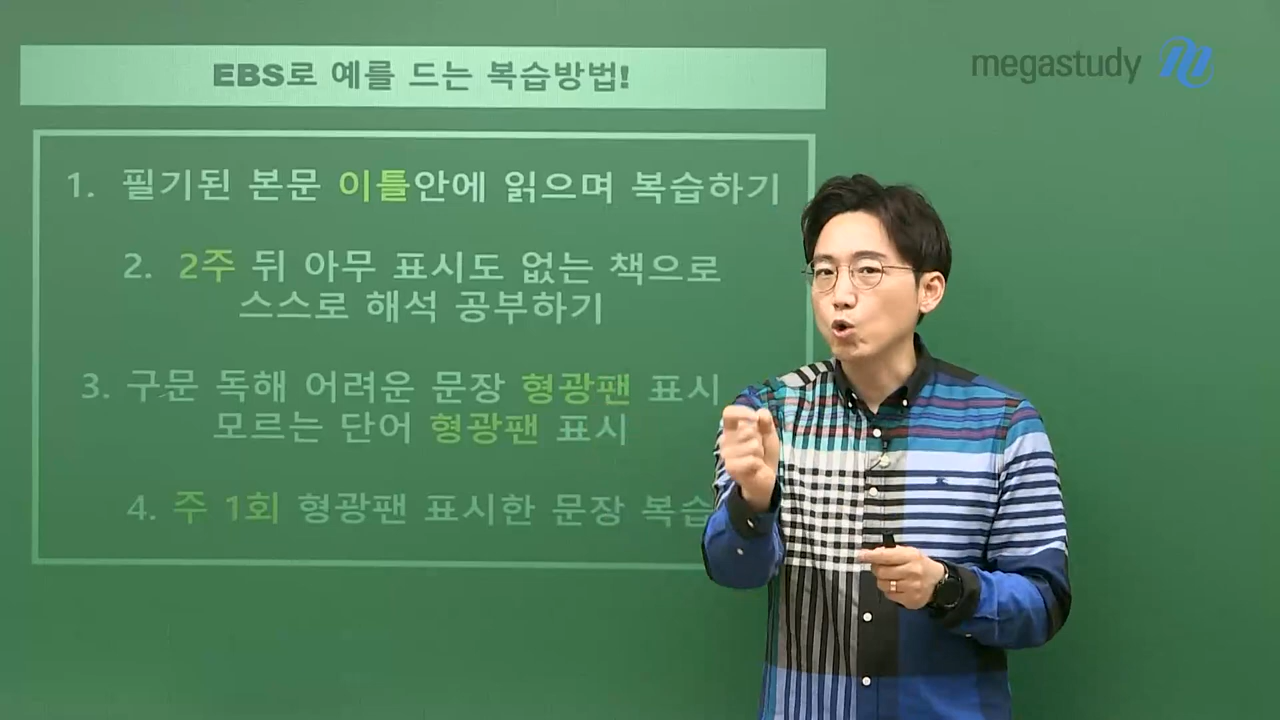 megastudy
EBS로 예를 드는 복습방법!
1. 필기된 본문 이틀안에 읽으며 복습하기
2. 2주 뒤 아무 표시도 없는 책으로
스스로 해석 공부하기
3. 구문 독해 어려운 문장 형광팬 표시
모르는 단어 형광팬 표시
4. 주 1회 형광팬 표시한 문장 복습